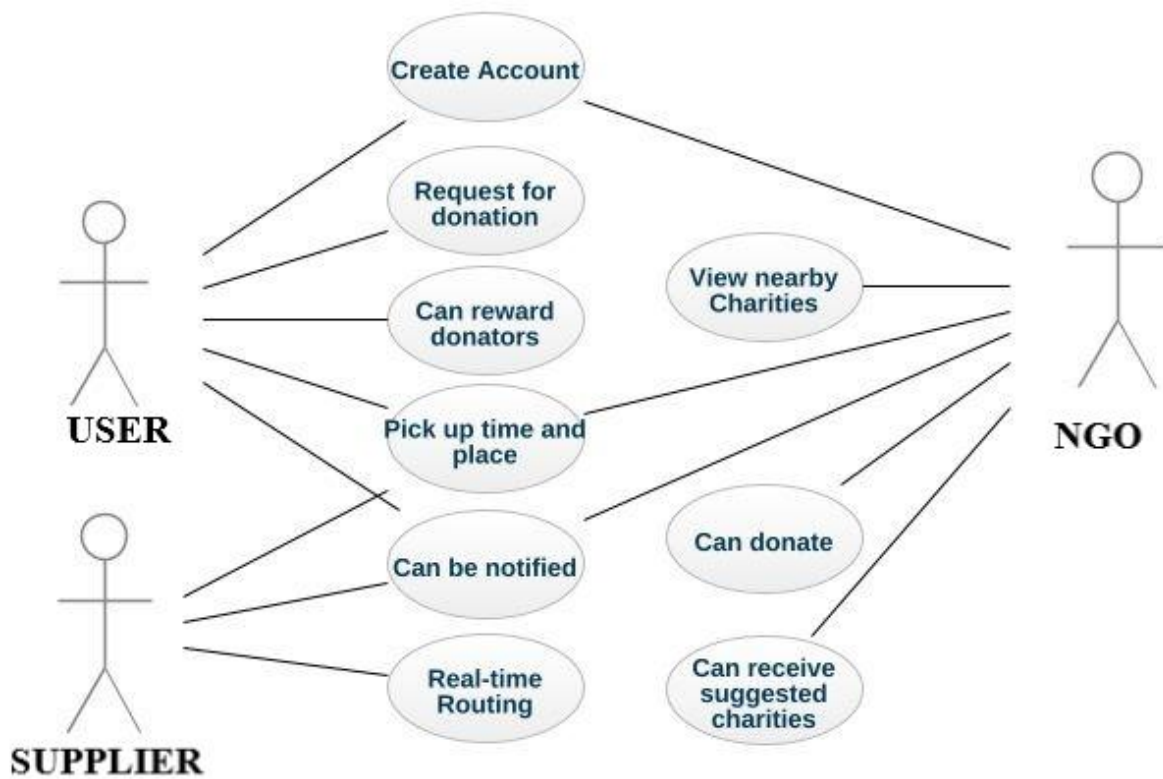 Create Account
Request for
donation
View nearby
Charities
Can reward
donators
USER
Pick up time and
place
NGO
Can donate
Can be notified
Real-time
Routing
Can receive
suggested
charities
SUPPLIER